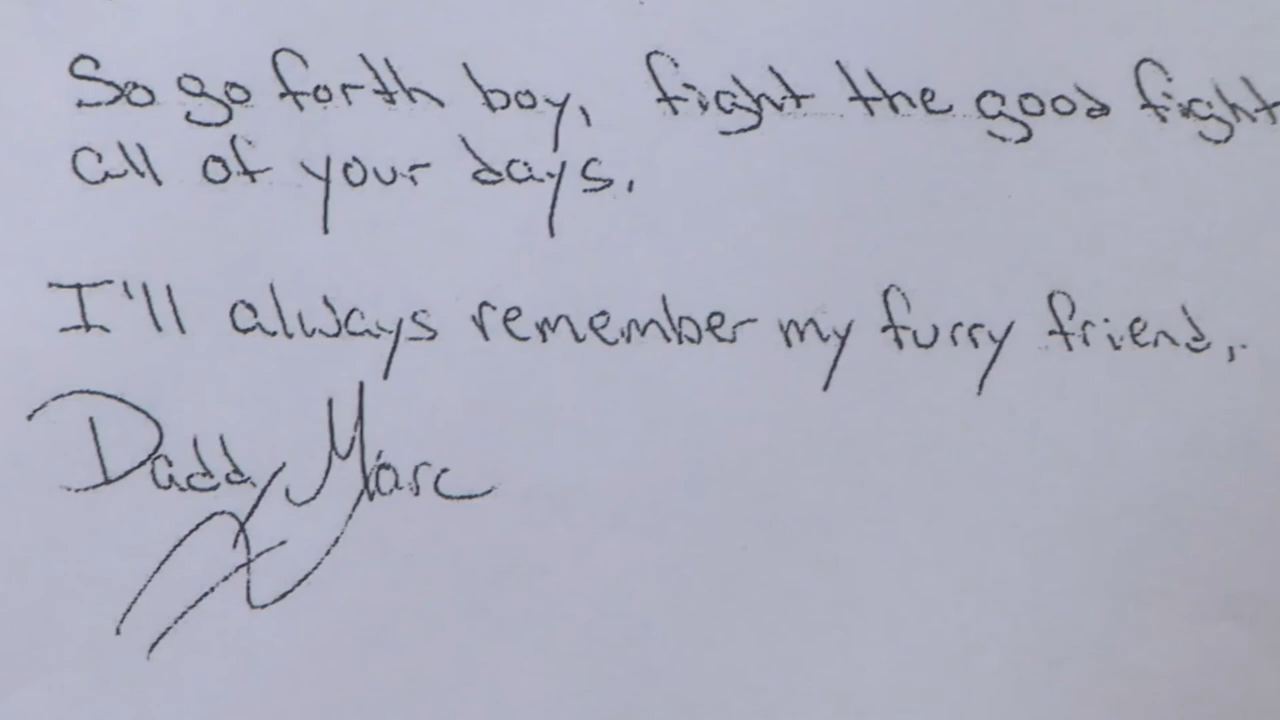 So go forth boy, fight the good fight
all of your days.
I'll always remember my furry friend,
Daddy Marc